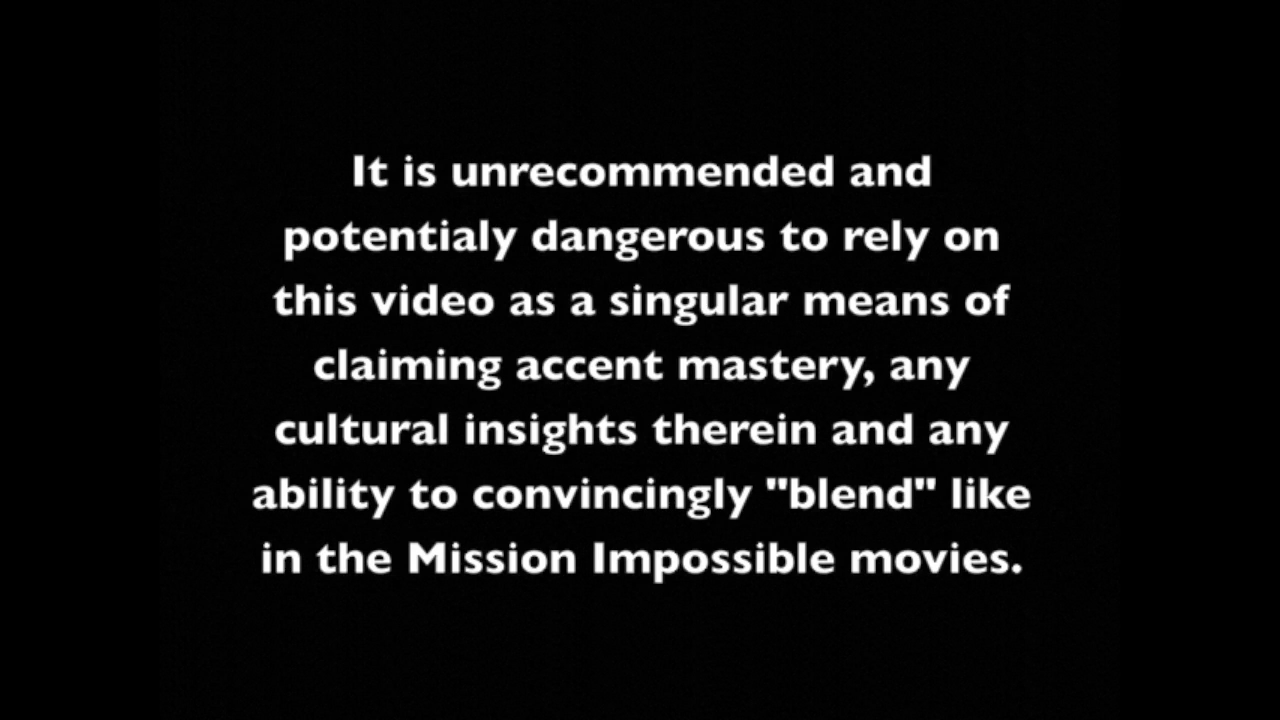 It is unrecommended and
potentialy dangerous to rely on
this video as a singular means of
claiming accent mastery, any
cultural insights therein and any
ability to convincingly "blend" like
in the Mission Impossible movies.